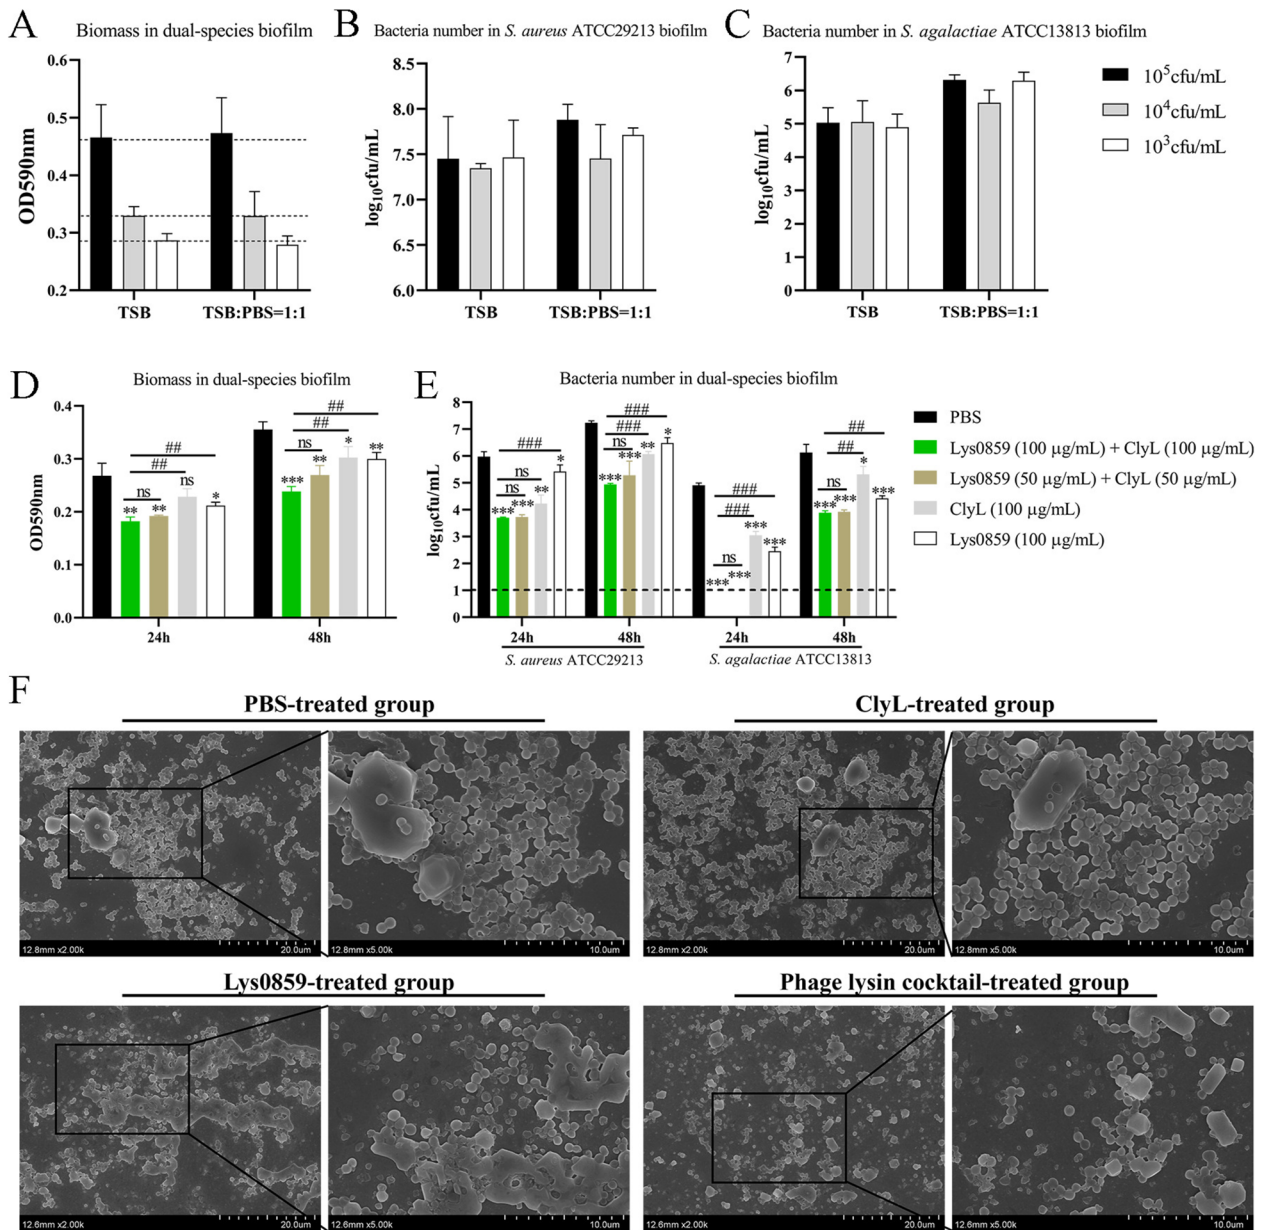 A
Biomass in dual-species biofilm
0.6
0.5
0.4
0.3
0.2
OD590nm
TSB
TSB:PBS=1:1
B
Bacteria number in S. aureus ATCC29213 biofilm
8.5
8.0
7.5
7.0
6.5
6.0
log10cfu/mL
TSB
TSB:PBS=1:1
C
Bacteria number in S. agalactiae ATCC13813 biofilm
7
6
5
4
3
2
1
0
log10cfu/mL
TSB
TSB:PBS=1:1
10⁵cfu/mL
10⁴cfu/mL
10³cfu/mL
D
Biomass in dual-species biofilm
0.4
0.3
0.2
0.1
0.0
OD590nm
##
##
ns
** ** ns *
##
##
ns * **
*** **
24h
48h
E
Bacteria number in dual-species biofilm
8
7
6
5
4
3
2
1
0
log10cfu/mL
###
ns *
ns **
*** ***
###
### *
ns **
*** ***
###
###
***
ns ***
*** ***
##
## *
ns ***
*** ***
24h
48h
24h
48h
S. aureus ATCC29213
S. agalactiae ATCC13813
PBS
Lys0859 (100 μg/mL) + ClyL (100 μg/mL)
Lys0859 (50 μg/mL) + ClyL (50 μg/mL)
ClyL (100 μg/mL)
Lys0859 (100 μg/mL)
F
PBS-treated group
12.8mm x2.00k 20.0um
12.8mm x5.00k 10.0um
ClyL-treated group
12.8mm x2.00k 20.0um
12.8mm x5.00k 10.0um
Lys0859-treated group
12.6mm x2.00k 20.0um
12.6mm x5.00k 10.0um
Phage lysin cocktail-treated group
12.6mm x2.00k 20.0um
12.6mm x5.00k 10.0um